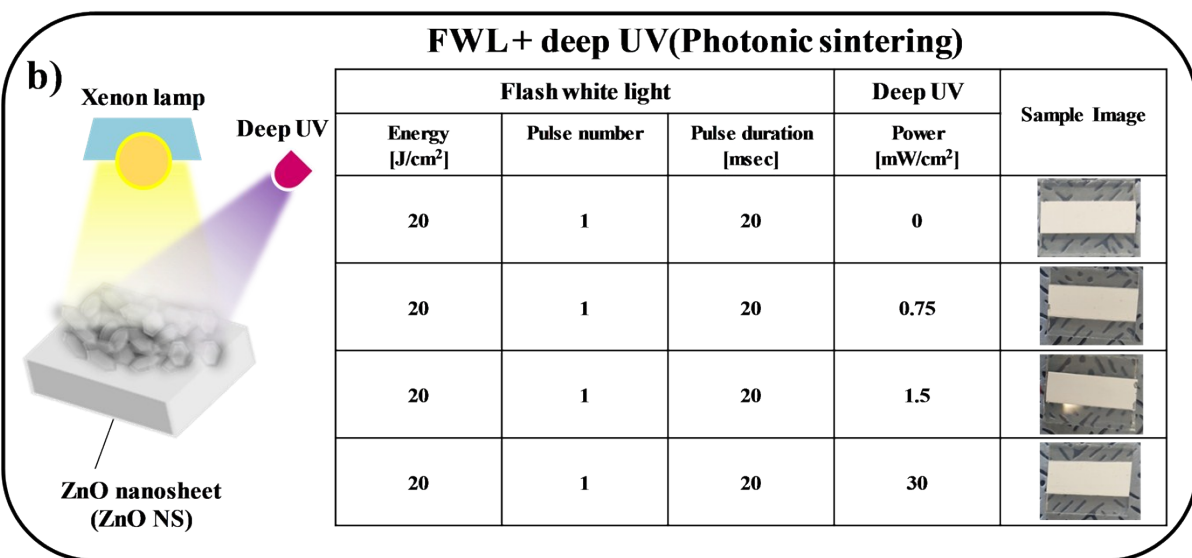 FWL + deep UV(Photonic sintering)
b)
Xenon lamp
Deep UV
ZnO nanosheet
(ZnO NS)
Flash white light Deep UV Sample Image
Energy Pulse number Pulse duration Power
[J/cm²] [msec] [mW/cm²]
20 1 20 0
20 1 20 0.75
20 1 20 1.5
20 1 20 30